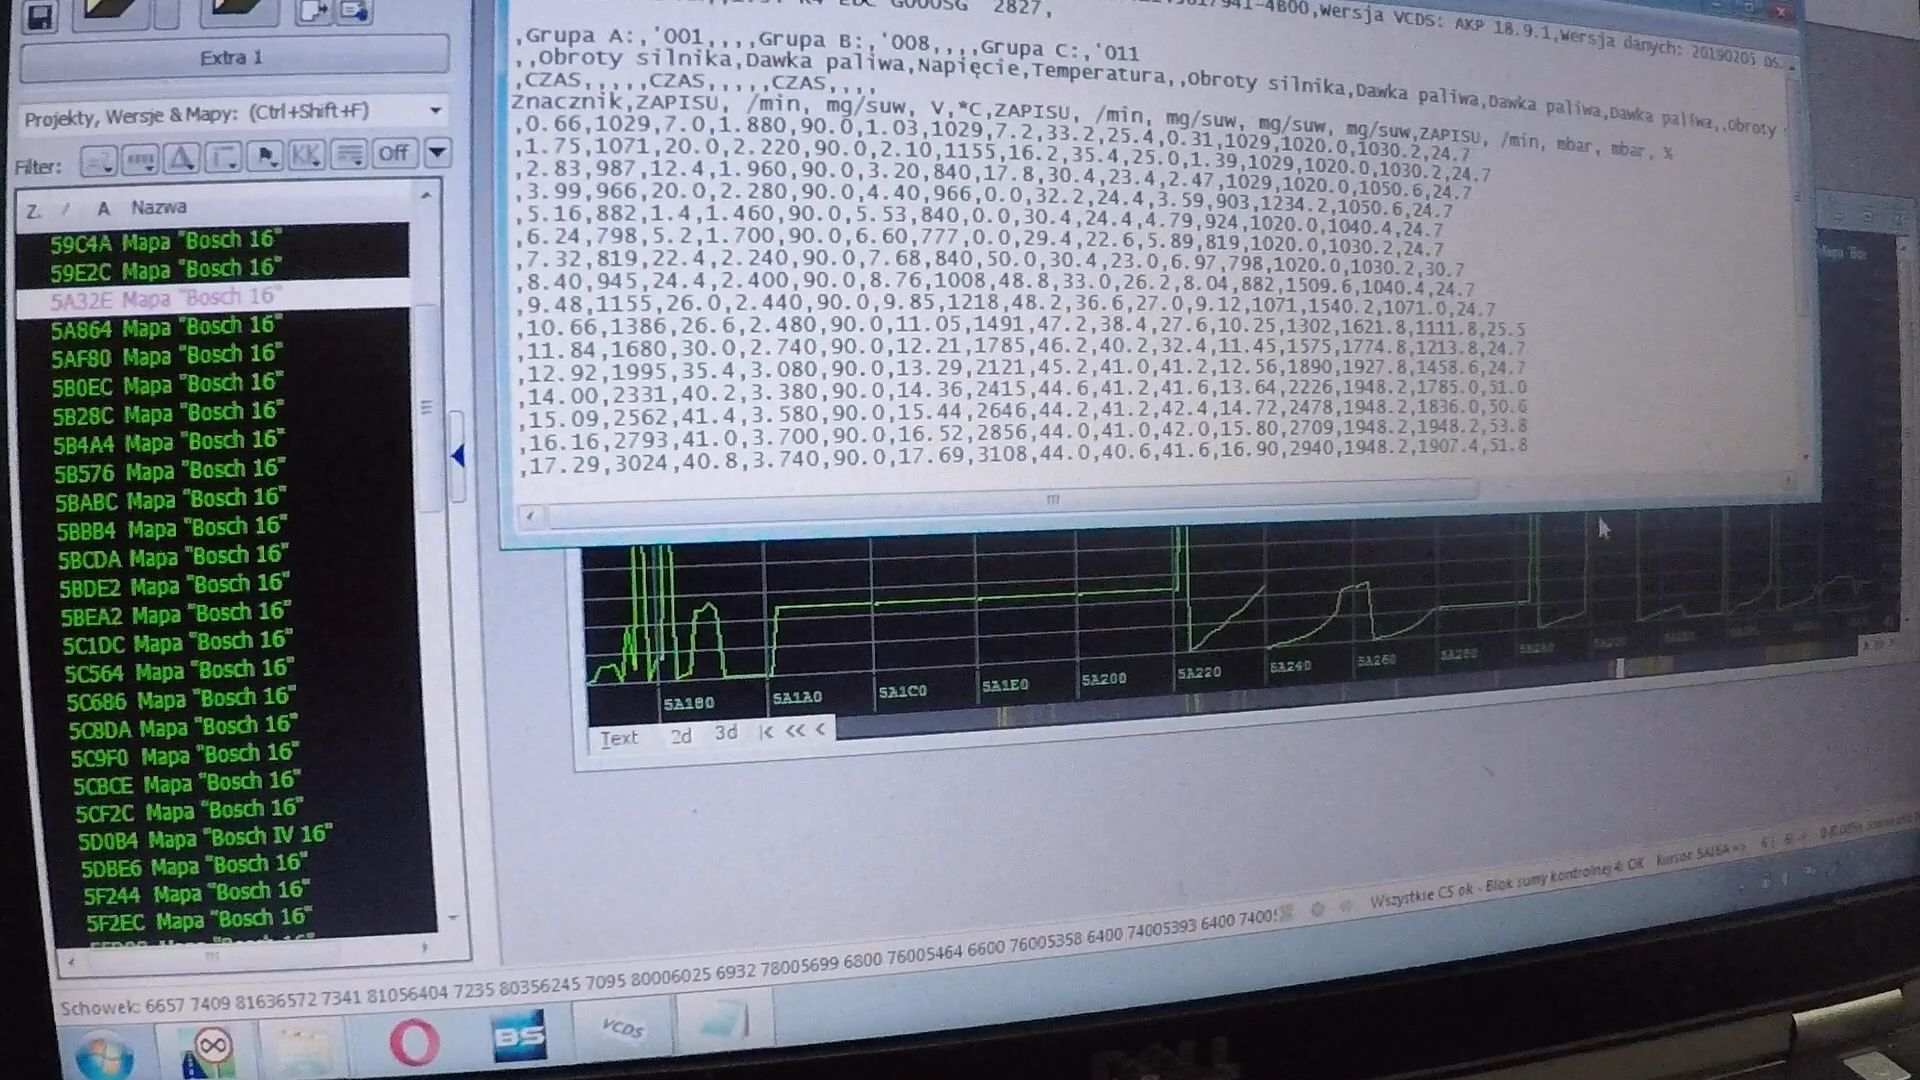 R4 EDC G000SG 2827,
-4B00,Wersja VCDS: AKP 18.9.1,Wersja danych: 20190205 DS.
,Grupa A:,'001,,,,Grupa B:,'008,,,,Grupa C:,'011
,,Obroty silnika,Dawka paliwa,Napięcie,Temperatura,,Obroty silnika,Dawka paliwa,Dawka paliwa,Dawka paliwa,,Obroty
,CZAS,,,,,CZAS,,,,,CZAS,,,,
Znacznik,ZAPISU, /min, mg/suw, V,*C,ZAPISU, /min, mg/suw, mg/suw, mg/suw,ZAPISU, /min, mbar, mbar, %
,0.66,1029,7.0,1.880,90.0,1.03,1029,7.2,33.2,25.4,0.31,1029,1020.0,1030.2,24.7
,1.75,1071,20.0,2.220,90.0,2.10,1155,16.2,35.4,25.0,1.39,1029,1020.0,1030.2,24.7
,2.83,987,12.4,1.960,90.0,3.20,840,17.8,30.4,23.4,2.47,1029,1020.0,1050.6,24.7
,3.99,966,20.0,2.280,90.0,4.40,966,0.0,32.2,24.4,3.59,903,1234.2,1050.6,24.7
,5.16,882,1.4,1.460,90.0,5.53,840,0.0,30.4,24.4,4.79,924,1020.0,1040.4,24.7
,6.24,798,5.2,1.700,90.0,6.60,777,0.0,29.4,22.6,5.89,819,1020.0,1030.2,24.7
,7.32,819,22.4,2.240,90.0,7.68,840,50.0,30.4,23.0,6.97,798,1020.0,1030.2,30.7
,8.40,945,24.4,2.400,90.0,8.76,1008,48.8,33.0,26.2,8.04,882,1509.6,1040.4,24.7
,9.48,1155,26.0,2.440,90.0,9.85,1218,48.2,36.6,27.0,9.12,1071,1540.2,1071.0,24.7
,10.66,1386,26.6,2.480,90.0,11.05,1491,47.2,38.4,27.6,10.25,1302,1621.8,1111.8,25.5
,11.84,1680,30.0,2.740,90.0,12.21,1785,46.2,40.2,32.4,11.45,1575,1774.8,1213.8,24.7
,12.92,1995,35.4,3.080,90.0,13.29,2121,45.2,41.0,41.2,12.56,1890,1927.8,1458.6,24.7
,14.00,2331,40.2,3.380,90.0,14.36,2415,44.6,41.2,41.6,13.64,2226,1948.2,1785.0,51.0
,15.09,2562,41.4,3.580,90.0,15.44,2646,44.2,41.2,42.4,14.72,2478,1948.2,1836.0,50.6
,16.16,2793,41.0,3.700,90.0,16.52,2856,44.0,41.0,42.0,15.80,2709,1948.2,1948.2,53.8
,17.29,3024,40.8,3.740,90.0,17.69,3108,44.0,40.6,41.6,16.90,2940,1948.2,1907.4,51.8
Extra 1
Projekty, Wersje & Mapy: (Ctrl+Shift+F)
Filter: Off
Z. / A Nazwa
59C4A Mapa "Bosch 16"
59E2C Mapa "Bosch 16"
5A32E Mapa "Bosch 16"
5A864 Mapa "Bosch 16"
5AF80 Mapa "Bosch 16"
5B0EC Mapa "Bosch 16"
5B28C Mapa "Bosch 16"
5B4A4 Mapa "Bosch 16"
5B576 Mapa "Bosch 16"
5BABC Mapa "Bosch 16"
5BBB4 Mapa "Bosch 16"
5BCDA Mapa "Bosch 16"
5BDE2 Mapa "Bosch 16"
5BEA2 Mapa "Bosch 16"
5C1DC Mapa "Bosch 16"
5C564 Mapa "Bosch 16"
5C686 Mapa "Bosch 16"
5C8DA Mapa "Bosch 16"
5C9F0 Mapa "Bosch 16"
5CBCE Mapa "Bosch 16"
5CF2C Mapa "Bosch 16"
5D0B4 Mapa "Bosch IV 16"
5DBE6 Mapa "Bosch 16"
5F244 Mapa "Bosch 16"
5F2EC Mapa "Bosch 16"
5A180 5A1A0 5A1C0 5A1E0 5A200 5A220 5A240 5A260 5A280
Text 2d 3d |< << <
Wszystkie CS ok - Blok sumy kontrolnej 4: OK
Schowek: 6657 7409 81636572 7341 81056404 7235 80356245 7095 80006025 6932 78005699 6800 76005464 6600 76005358 6400 74005393 6400 7400
BS
VCDS
DELL